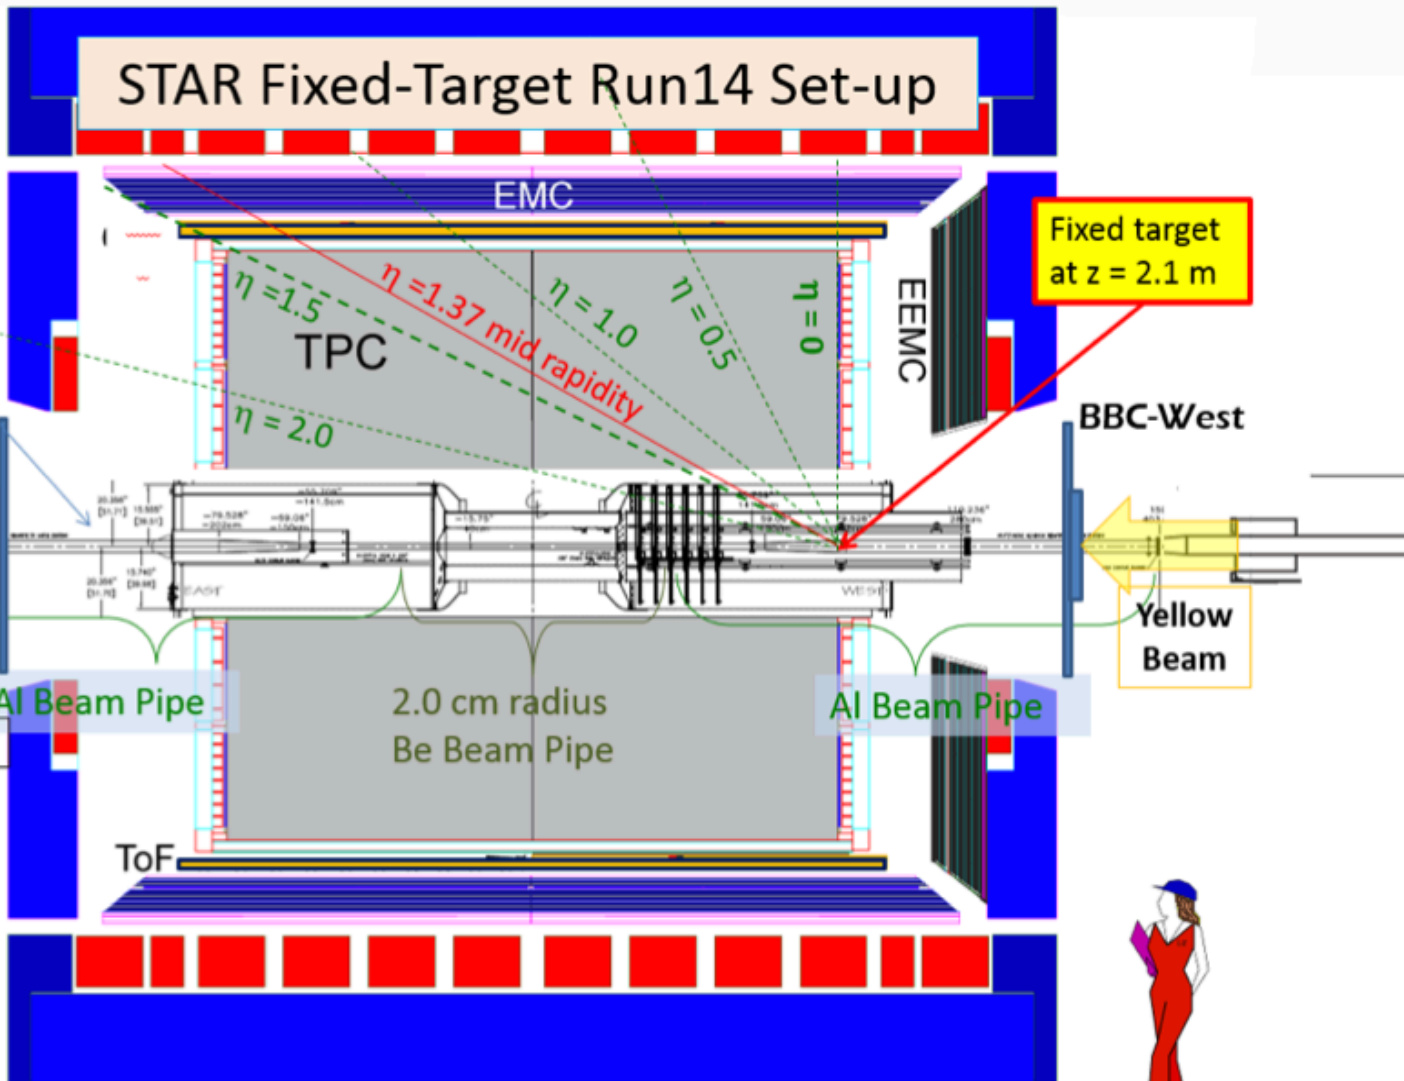 STAR Fixed-Target Run14 Set-up
EMC
Fixed target
at z = 2.1 m
η =1.5
η =1.37 mid rapidity
η = 1.0
η = 0.5
η = 0
EEMC
TPC
η = 2.0
BBC-West
EAST
WEST
Yellow
Beam
Al Beam Pipe
2.0 cm radius
Be Beam Pipe
Al Beam Pipe
ToF